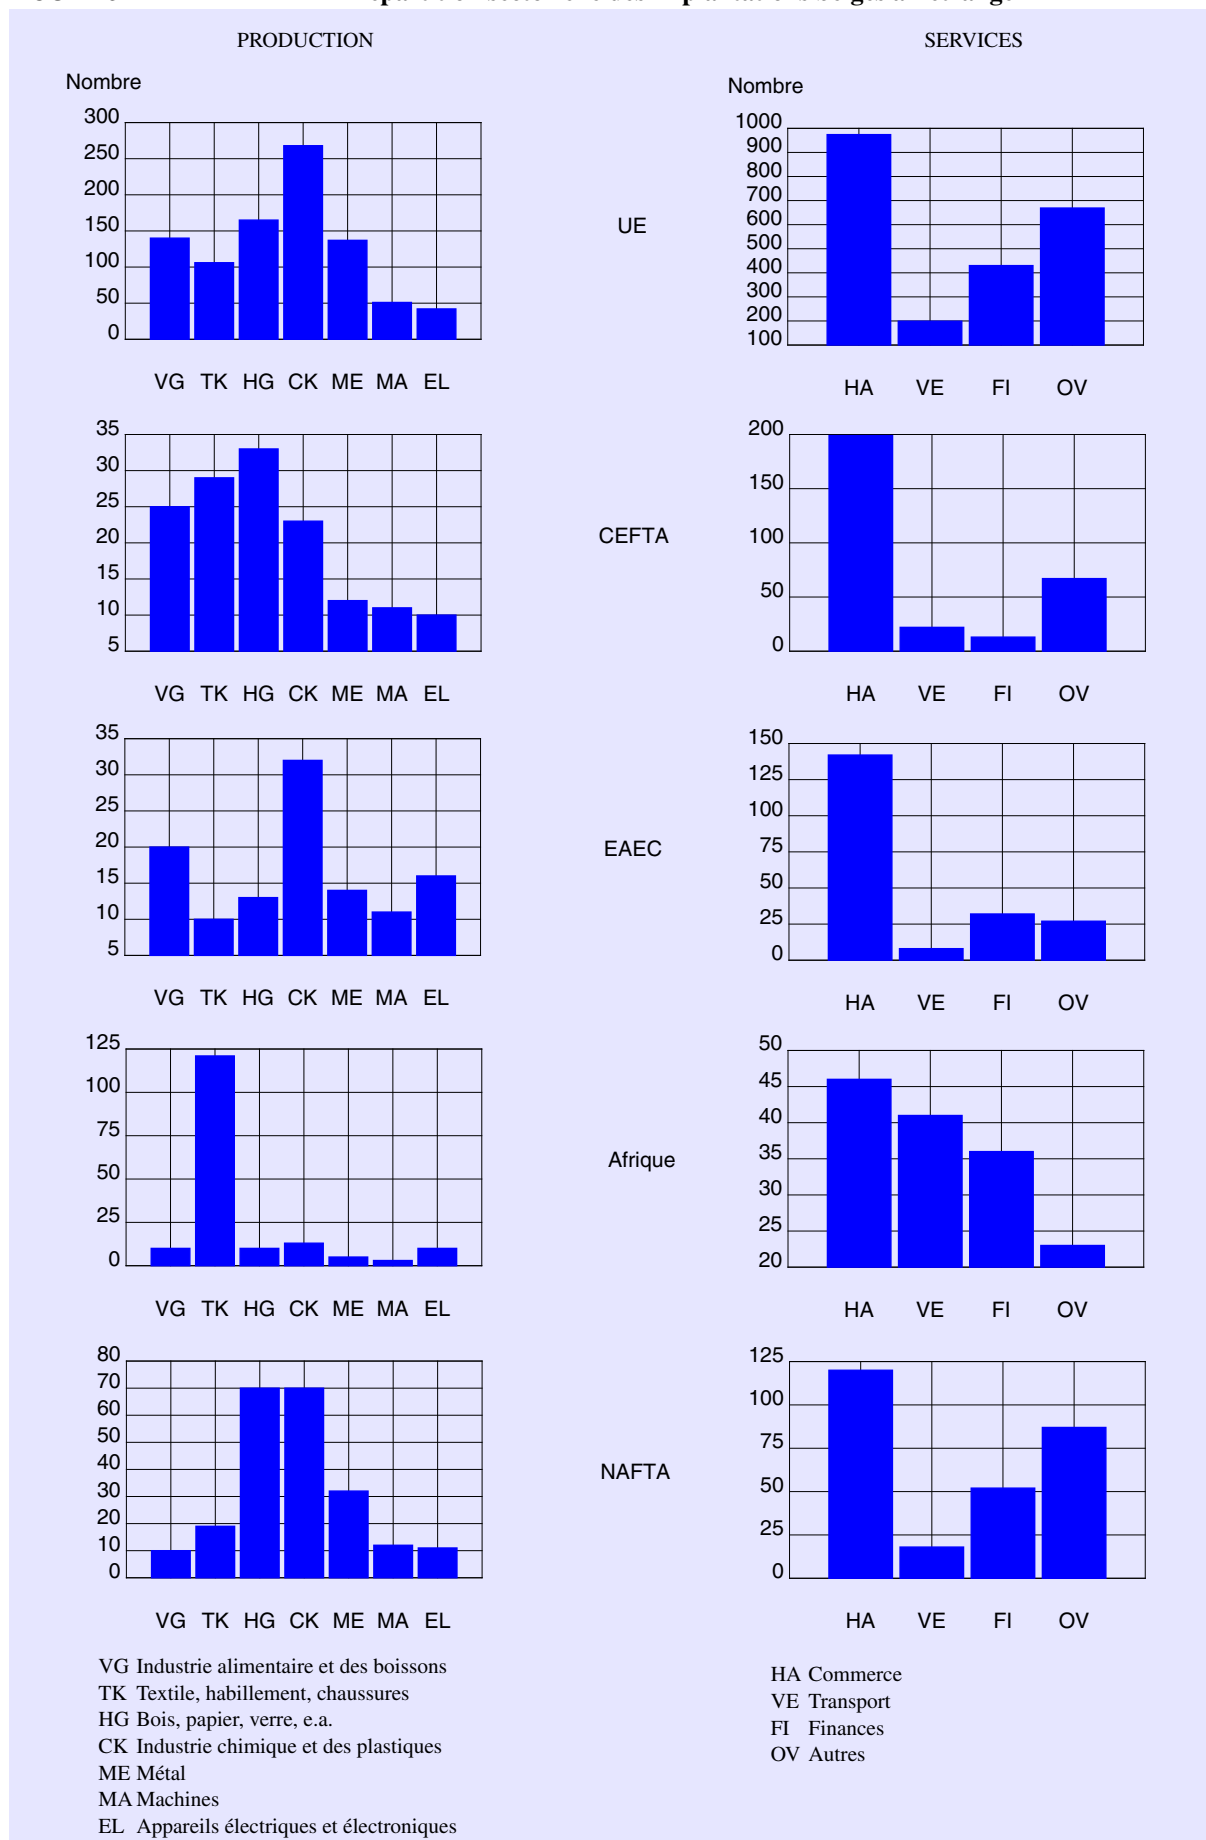 PRODUCTION
SERVICES
Nombre
300
250
200
150
100
50
0
VG TK HG CK ME MA EL
UE
Nombre
1000
900
800
700
600
500
400
300
200
100
HA VE FI OV
35
30
25
20
15
10
5
VG TK HG CK ME MA EL
CEFTA
200
150
100
50
0
HA VE FI OV
35
30
25
20
15
10
5
VG TK HG CK ME MA EL
EAEC
150
125
100
75
50
25
0
HA VE FI OV
125
100
75
50
25
0
VG TK HG CK ME MA EL
Afrique
50
45
40
35
30
25
20
HA VE FI OV
80
70
60
50
40
30
20
10
0
VG TK HG CK ME MA EL
NAFTA
125
100
75
50
25
0
HA VE FI OV
VG Industrie alimentaire et des boissons
TK Textile, habillement, chaussures
HG Bois, papier, verre, e.a.
CK Industrie chimique et des plastiques
ME Métal
MA Machines
EL Appareils électriques et électroniques
HA Commerce
VE Transport
FI Finances
OV Autres